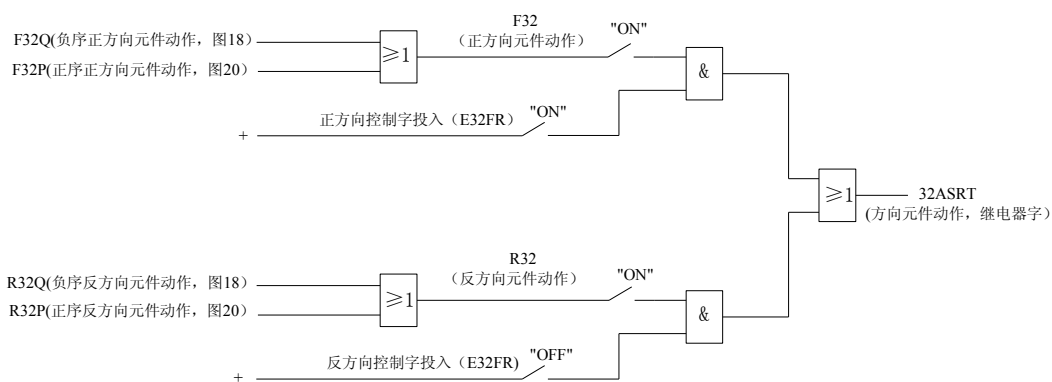 F32
"ON"
F32Q(负序正方向元件动作，图18）
（正方向元件动作）
≥1
F32P(正序正方向元件动作，图20）
&
正方向控制字投入（E32FR）
"ON"
+
≥1
32ASRT
(方向元件动作，继电器字）
R32
"ON"
R32Q(负序反方向元件动作，图18）
（反方向元件动作）
≥1
R32P(正序反方向元件动作，图20）
&
反方向控制字投入（E32FR)
"OFF"
+